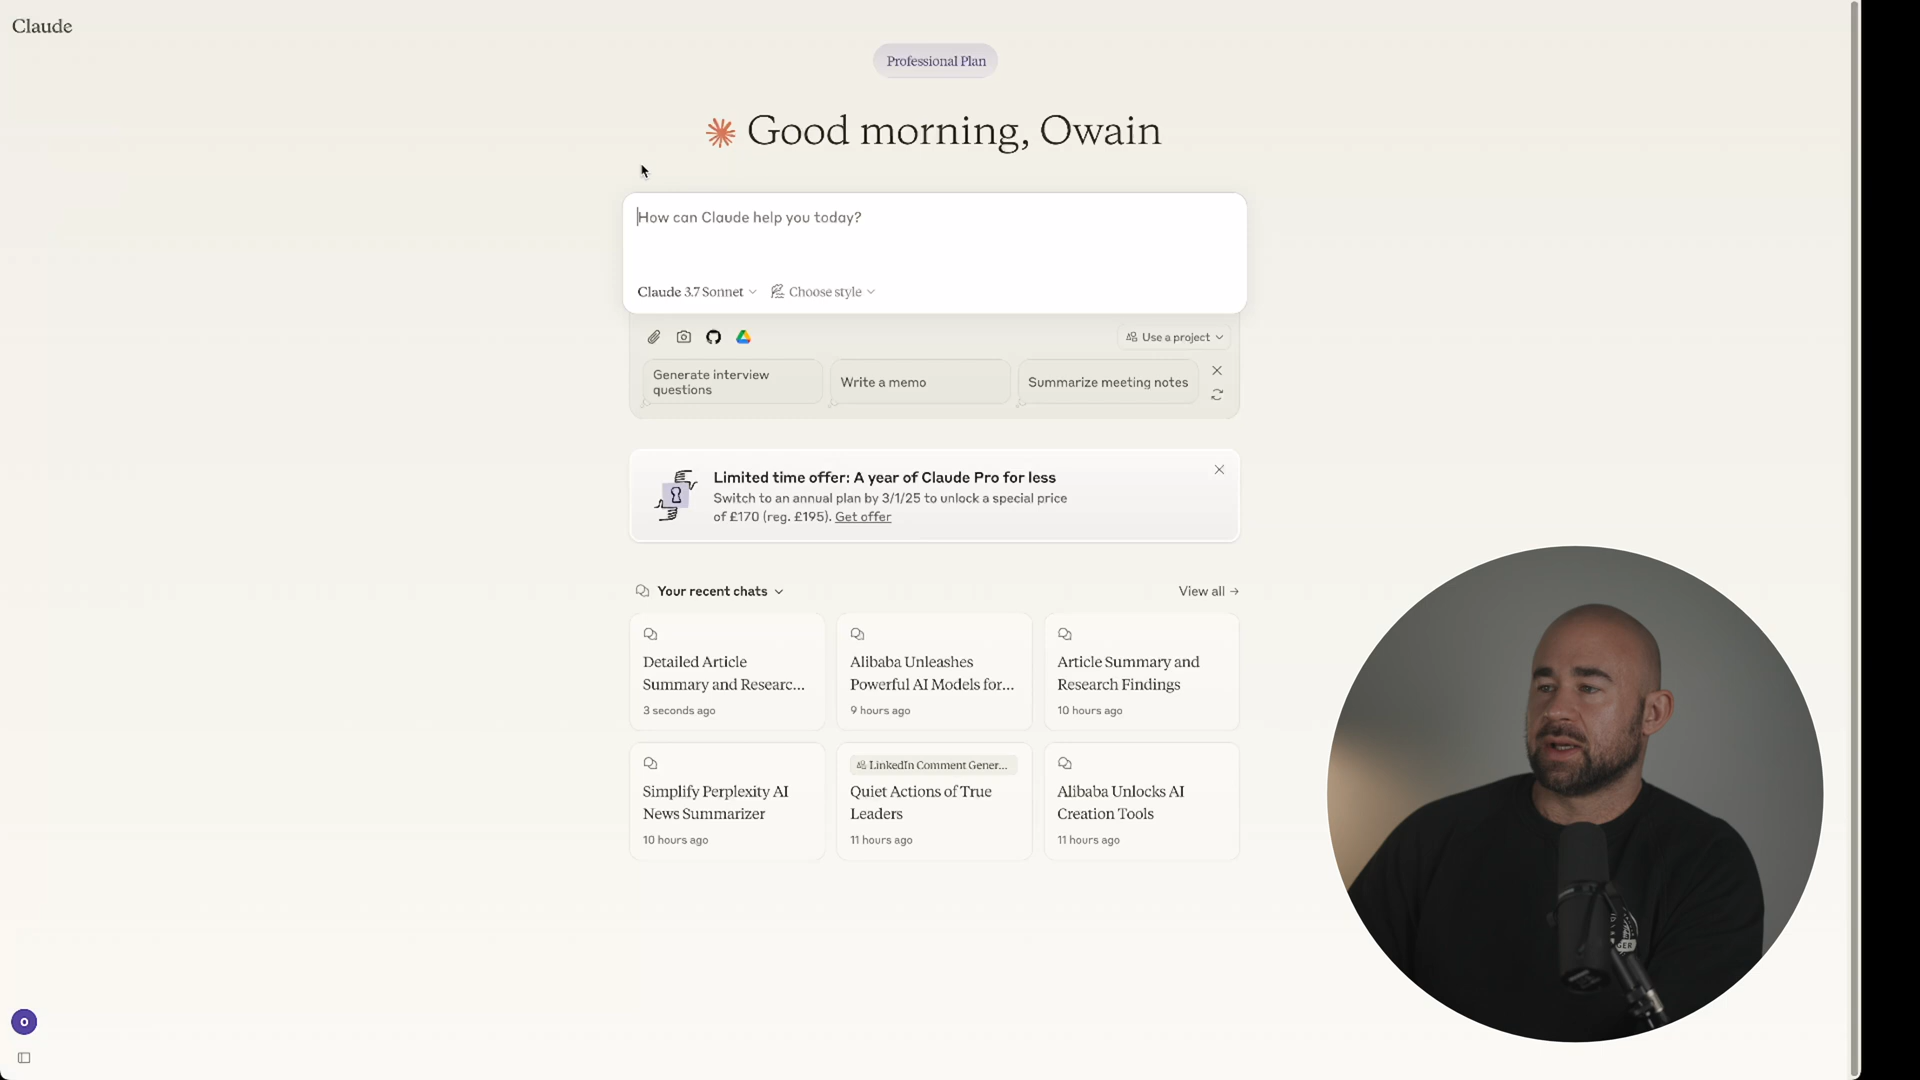 Claude
Professional Plan
Good morning, Owain
How can Claude help you today?
Claude 3.7 Sonnet
Choose style
Use a project
Generate interview
questions
Write a memo
Summarize meeting notes
Limited time offer: A year of Claude Pro for less
Switch to an annual plan by 3/1/25 to unlock a special price
of £170 (reg. £195). Get offer
Your recent chats
View all →
Detailed Article
Summary and Researc...
3 seconds ago
Alibaba Unleashes
Powerful AI Models for...
9 hours ago
Article Summary and
Research Findings
10 hours ago
Simplify Perplexity AI
News Summarizer
10 hours ago
LinkedIn Comment Gener...
Quiet Actions of True
Leaders
11 hours ago
Alibaba Unlocks AI
Creation Tools
11 hours ago
O